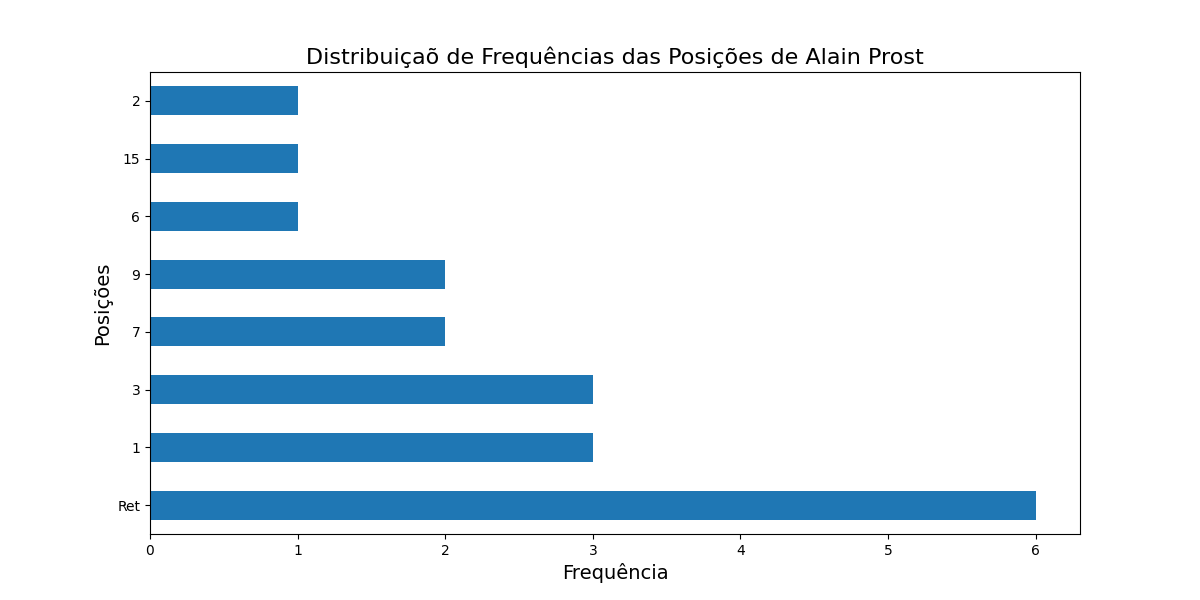 Distribuiçaõ de Frequências das Posições de Alain Prost
2
15
6
9
7
3
1
Ret
Posições
0 1 2 3 4 5 6
Frequência